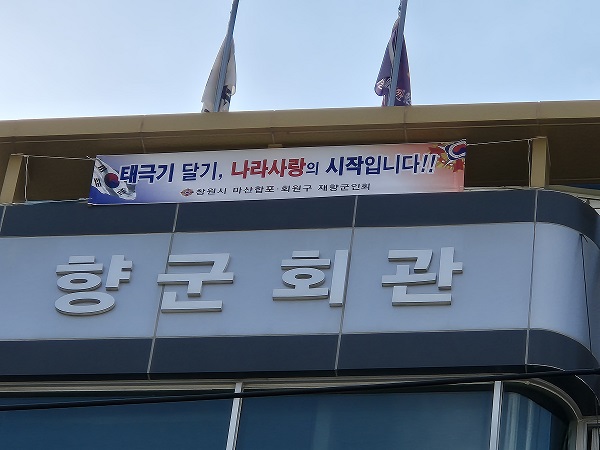 태극기 달기, 나라사랑의 시작입니다!!
창원시 마산합포·회원구 재향군인회
향군회관